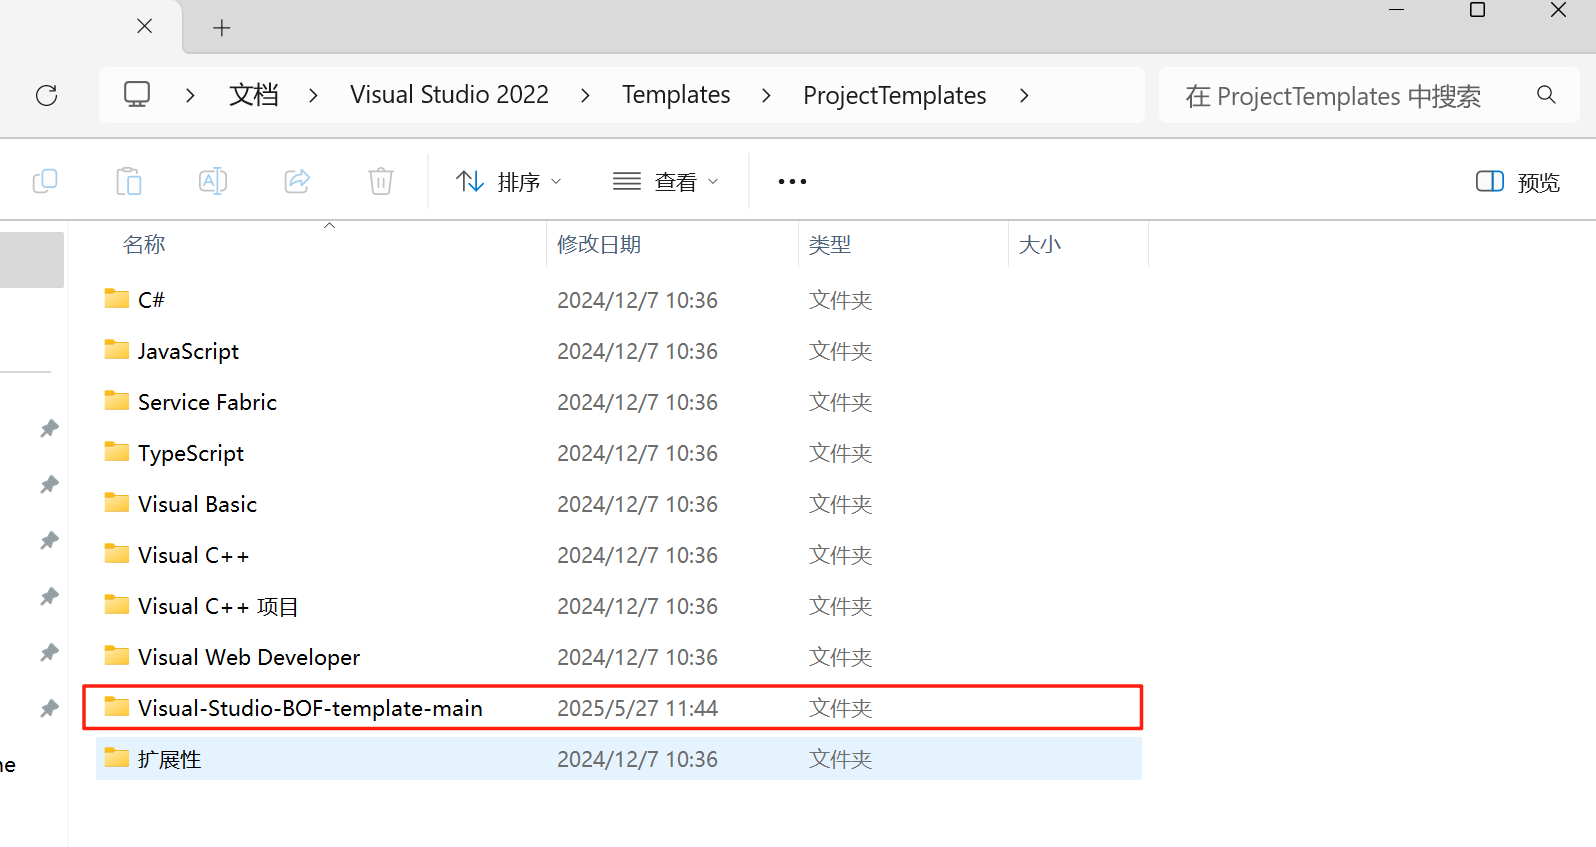 文档 Visual Studio 2022 Templates ProjectTemplates 在 ProjectTemplates 中搜索
排序 查看 预览
名称 修改日期 类型 大小
C# 2024/12/7 10:36 文件夹
JavaScript 2024/12/7 10:36 文件夹
Service Fabric 2024/12/7 10:36 文件夹
TypeScript 2024/12/7 10:36 文件夹
Visual Basic 2024/12/7 10:36 文件夹
Visual C++ 2024/12/7 10:36 文件夹
Visual C++ 项目 2024/12/7 10:36 文件夹
Visual Web Developer 2024/12/7 10:36 文件夹
Visual-Studio-BOF-template-main 2025/5/27 11:44 文件夹
扩展性 2024/12/7 10:36 文件夹